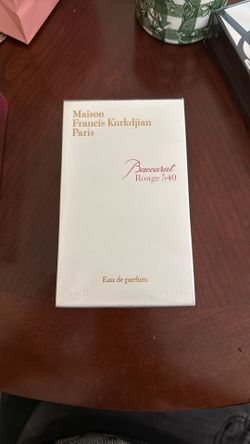 Maison
Francis Kurkdjian
Paris
Baccarat
Rouge 540
Eau de parfum